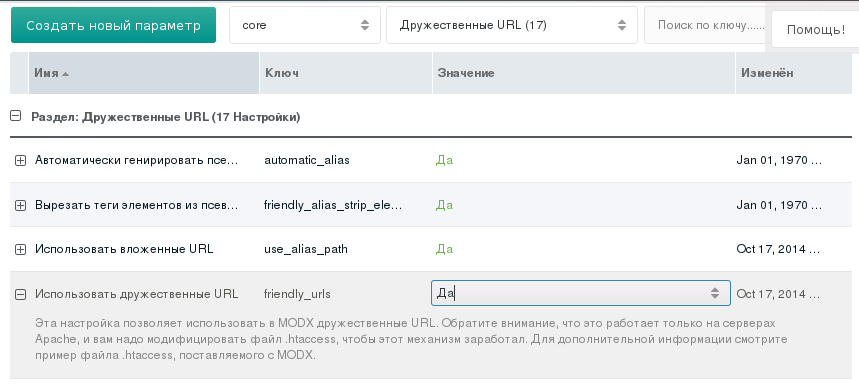 Создать новый параметр core Дружественные URL (17) Поиск по ключу...... Помощь!
Имя Ключ Значение Изменён
Раздел: Дружественные URL (17 Настройки)
Автоматически генирировать псе... automatic_alias Да Jan 01, 1970 ...
Вырезать теги элементов из псев... friendly_alias_strip_ele... Да Jan 01, 1970 ...
Использовать вложенные URL use_alias_path Да Oct 17, 2014 ...
Использовать дружественные URL friendly_urls Да Oct 17, 2014 ...
Эта настройка позволяет использовать в MODX дружественные URL. Обратите внимание, что это работает только на серверах
Apache, и вам надо модифицировать файл .htaccess, чтобы этот механизм заработал. Для дополнительной информации смотрите
пример файла .htaccess, поставляемого с MODX.